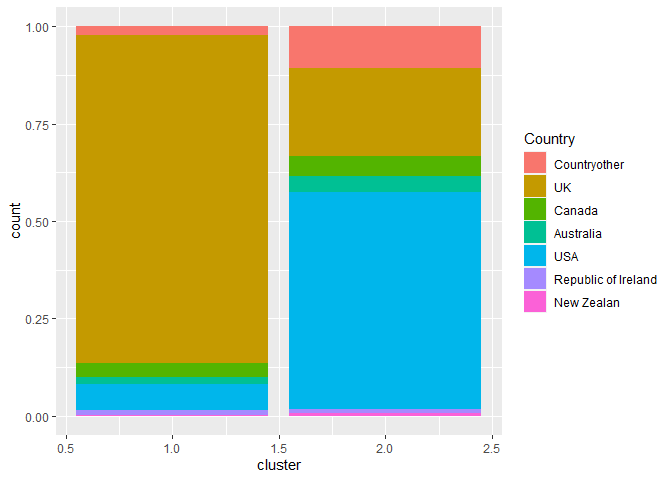 1.00
0.75
0.50
0.25
0.00
count
0.5
1.0
1.5
2.0
2.5
cluster
Country
Countryother
UK
Canada
Australia
USA
Republic of Ireland
New Zealan